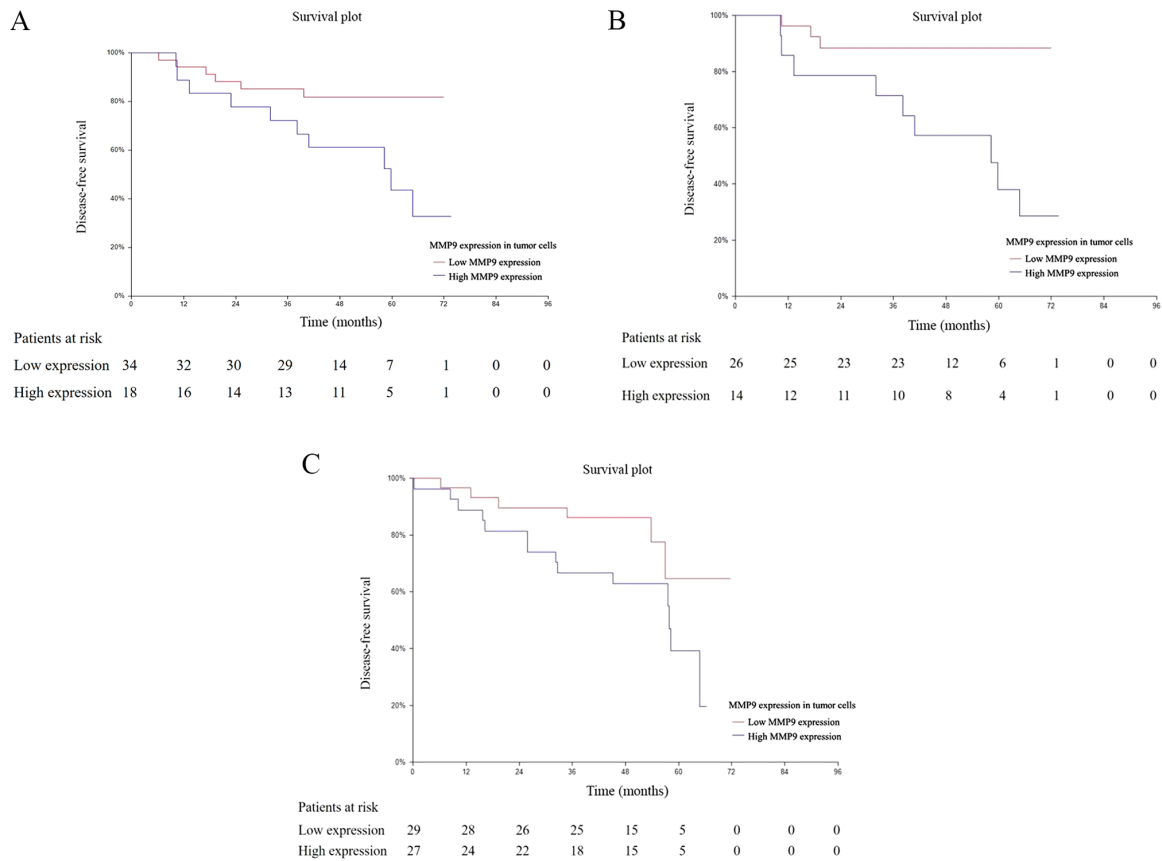 A
Survival plot
100%
80%
60%
40%
20%
0%
Disease-free survival
0 12 24 36 48 60 72 84 96
Time (months)
MMP9 expression in tumor cells
Low MMP9 expression
High MMP9 expression
Patients at risk
Low expression 34 32 30 29 14 7 1 0 0
High expression 18 16 14 13 11 5 1 0 0
B
Survival plot
100%
80%
60%
40%
20%
0%
Disease-free survival
0 12 24 36 48 60 72 84 96
Time (months)
MMP9 expression in tumor cells
Low MMP9 expression
High MMP9 expression
Patients at risk
Low expression 26 25 23 23 12 6 1 0 0
High expression 14 12 11 10 8 4 1 0 0
C
Survival plot
100%
80%
60%
40%
20%
0%
Disease-free survival
0 12 24 36 48 60 72 84 96
Time (months)
MMP9 expression in tumor cells
Low MMP9 expression
High MMP9 expression
Patients at risk
Low expression 29 28 26 25 15 5 0 0 0
High expression 27 24 22 18 15 5 0 0 0